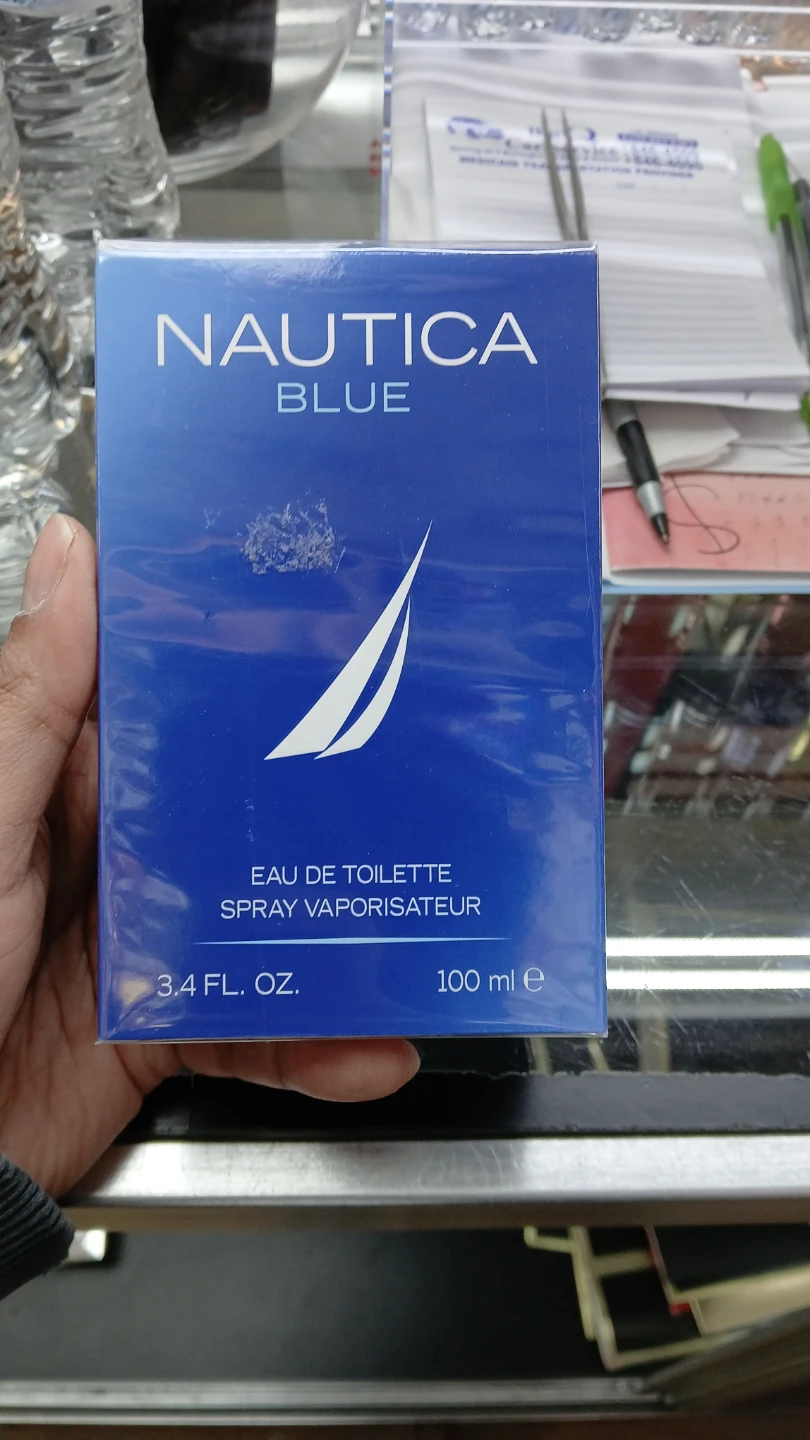 NAUTICA
BLUE
EAU DE TOILETTE
SPRAY VAPORISATEUR
3.4 FL. OZ. 100 ml ℮